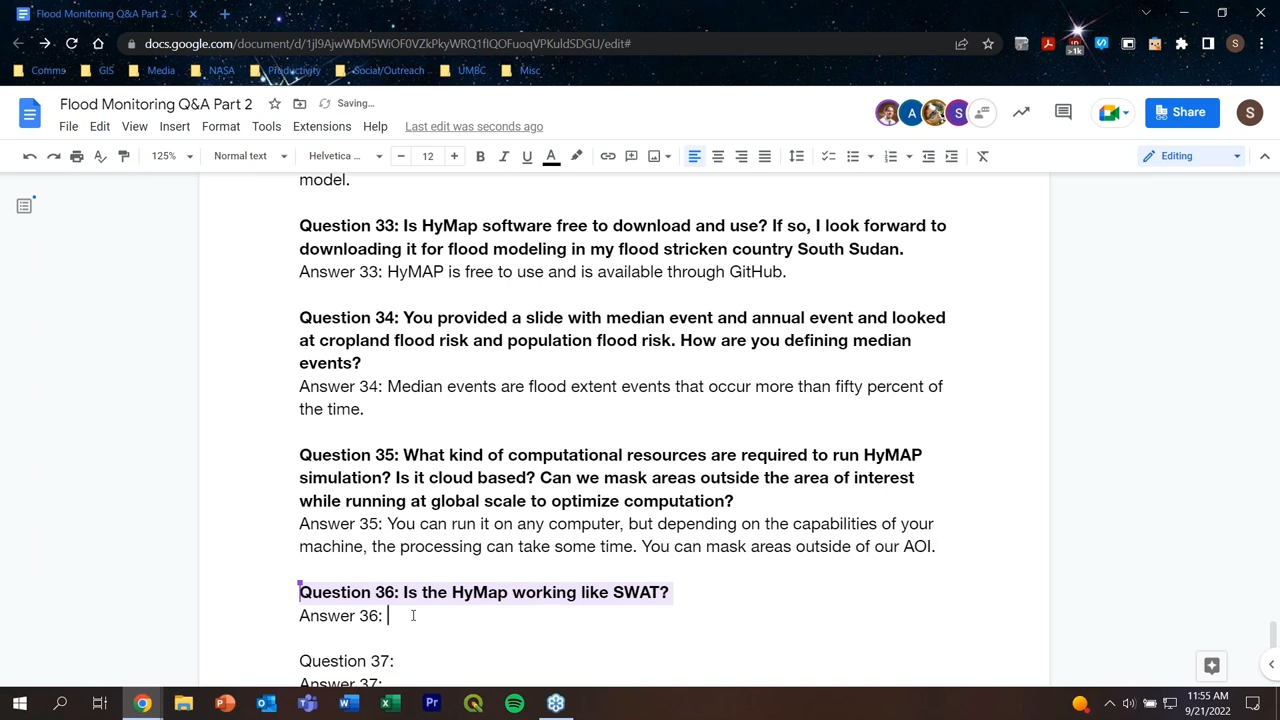 Flood Monitoring Q&A Part 2 - G
docs.google.com/document/d/1jl9AjwWbM5WiOF0VZkPkyWRQ1fIQOFuoqVPKuldSDGU/edit#
>1k
S
Comms GIS Media NASA Productivity Social/Outreach UMBC Misc
Flood Monitoring Q&A Part 2 Saving...
A S Share S
File Edit View Insert Format Tools Extensions Help Last edit was seconds ago
125% Normal text Helvetica ... 12 B I U A Editing
model.
Question 33: Is HyMap software free to download and use? If so, I look forward to
downloading it for flood modeling in my flood stricken country South Sudan.
Answer 33: HyMAP is free to use and is available through GitHub.
Question 34: You provided a slide with median event and annual event and looked
at cropland flood risk and population flood risk. How are you defining median
events?
Answer 34: Median events are flood extent events that occur more than fifty percent of
the time.
Question 35: What kind of computational resources are required to run HyMAP
simulation? Is it cloud based? Can we mask areas outside the area of interest
while running at global scale to optimize computation?
Answer 35: You can run it on any computer, but depending on the capabilities of your
machine, the processing can take some time. You can mask areas outside of our AOI.
Question 36: Is the HyMap working like SWAT?
Answer 36:
Question 37:
Answer 37:
11:55 AM
9/21/2022